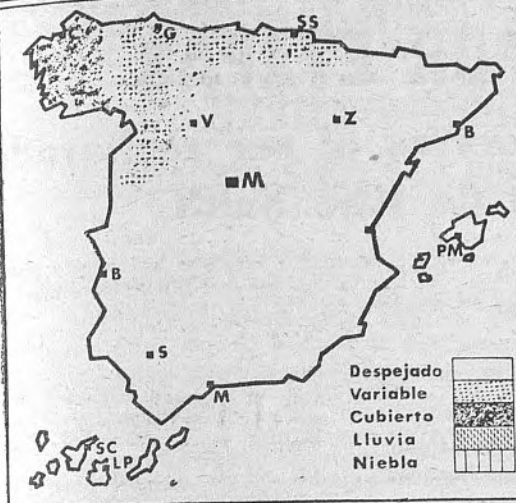 C G SS
V Z B
M
PM
B
S
M
SC
LP
Despejado
Variable
Cubierto
Lluvia
Niebla